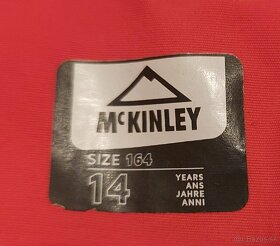 McKINLEY
SIZE 164
14
YEARS
ANS
JAHRE
ANNI